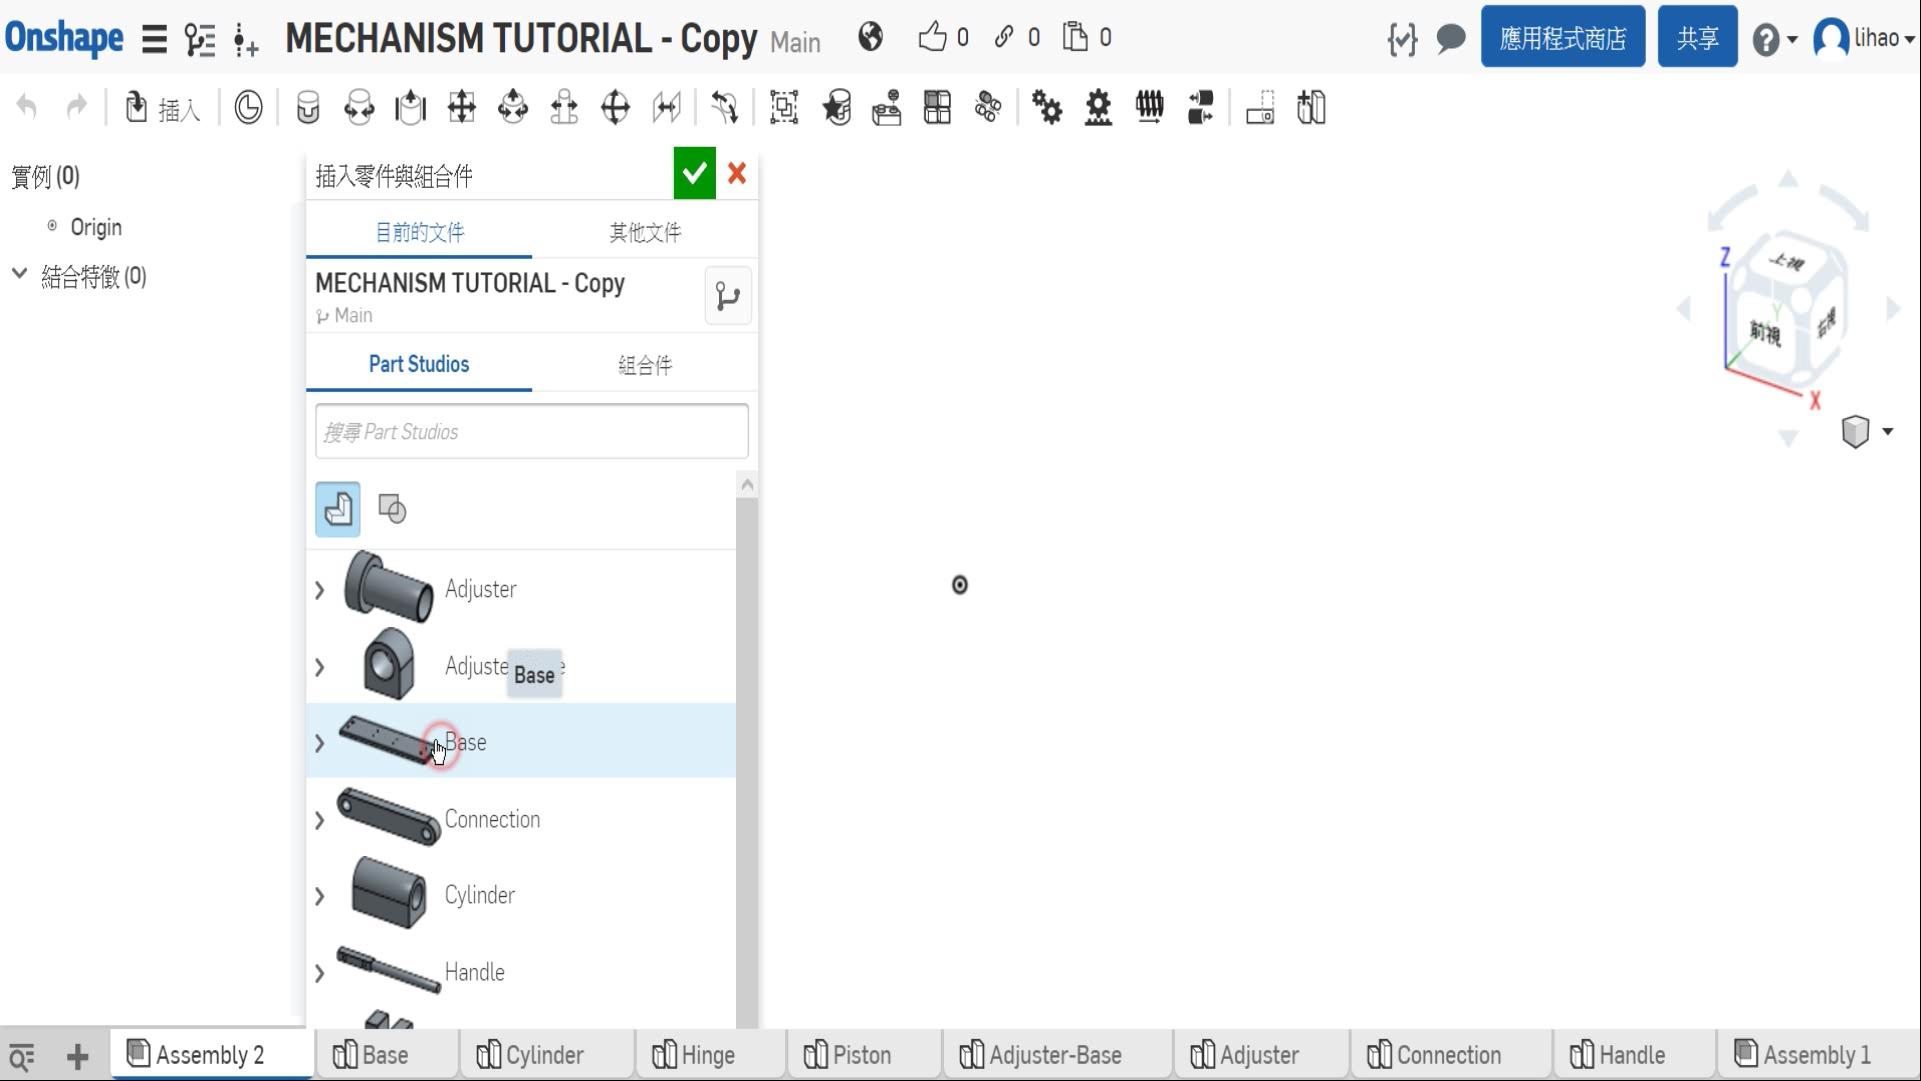 Onshape MECHANISM TUTORIAL - Copy Main 0 0 0 應用程式商店 共享 ? lihao
插入
實例 (0)
Origin
結合特徵 (0)
插入零件與組合件
目前的文件 其他文件
MECHANISM TUTORIAL - Copy
Main
Part Studios 組合件
搜尋 Part Studios
Adjuster
Adjuste
Base
Base
Connection
Cylinder
Handle
Z
上視
Y
前視
右視
X
Assembly 2 Base Cylinder Hinge Piston Adjuster-Base Adjuster Connection Handle Assembly 1